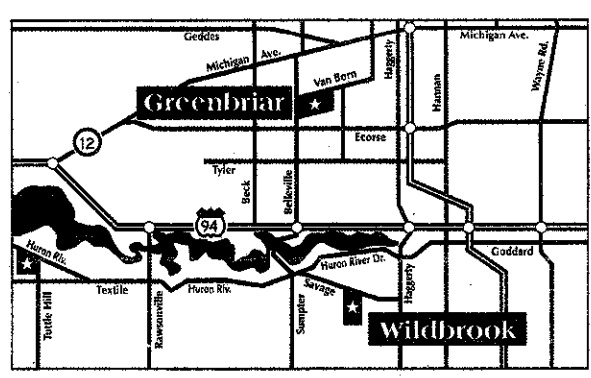 Geddes
Michigan Ave.
Michigan Ave.
Haggerty
Wayne Rd.
Van Born
Hannan
Greenbriar
12
Ecorse
Tyler
Beck
Belleville
94
Huron Riv.
Huron River Dr.
Goddard
Textile
Huron Riv.
Savage
Haggerty
Tuttle Hill
Rawsonville
Sumpter
Wildbrook